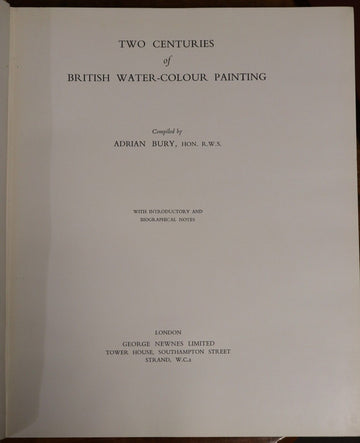 TWO CENTURIES
of
BRITISH WATER-COLOUR PAINTING
Compiled by
ADRIAN BURY, HON. R.W.S.
WITH INTRODUCTORY AND
BIOGRAPHICAL NOTES
LONDON
GEORGE NEWNES LIMITED
TOWER HOUSE, SOUTHAMPTON STREET
STRAND, W.C.2